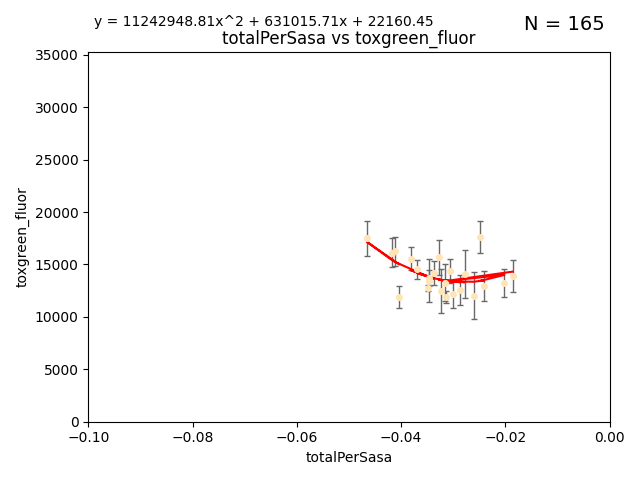 y = 11242948.81x^2 + 631015.71x + 22160.45
N = 165
totalPerSasa vs toxgreen_fluor
35000
30000
25000
20000
15000
10000
5000
0
toxgreen_fluor
−0.10
−0.08
−0.06
−0.04
−0.02
0.00
totalPerSasa